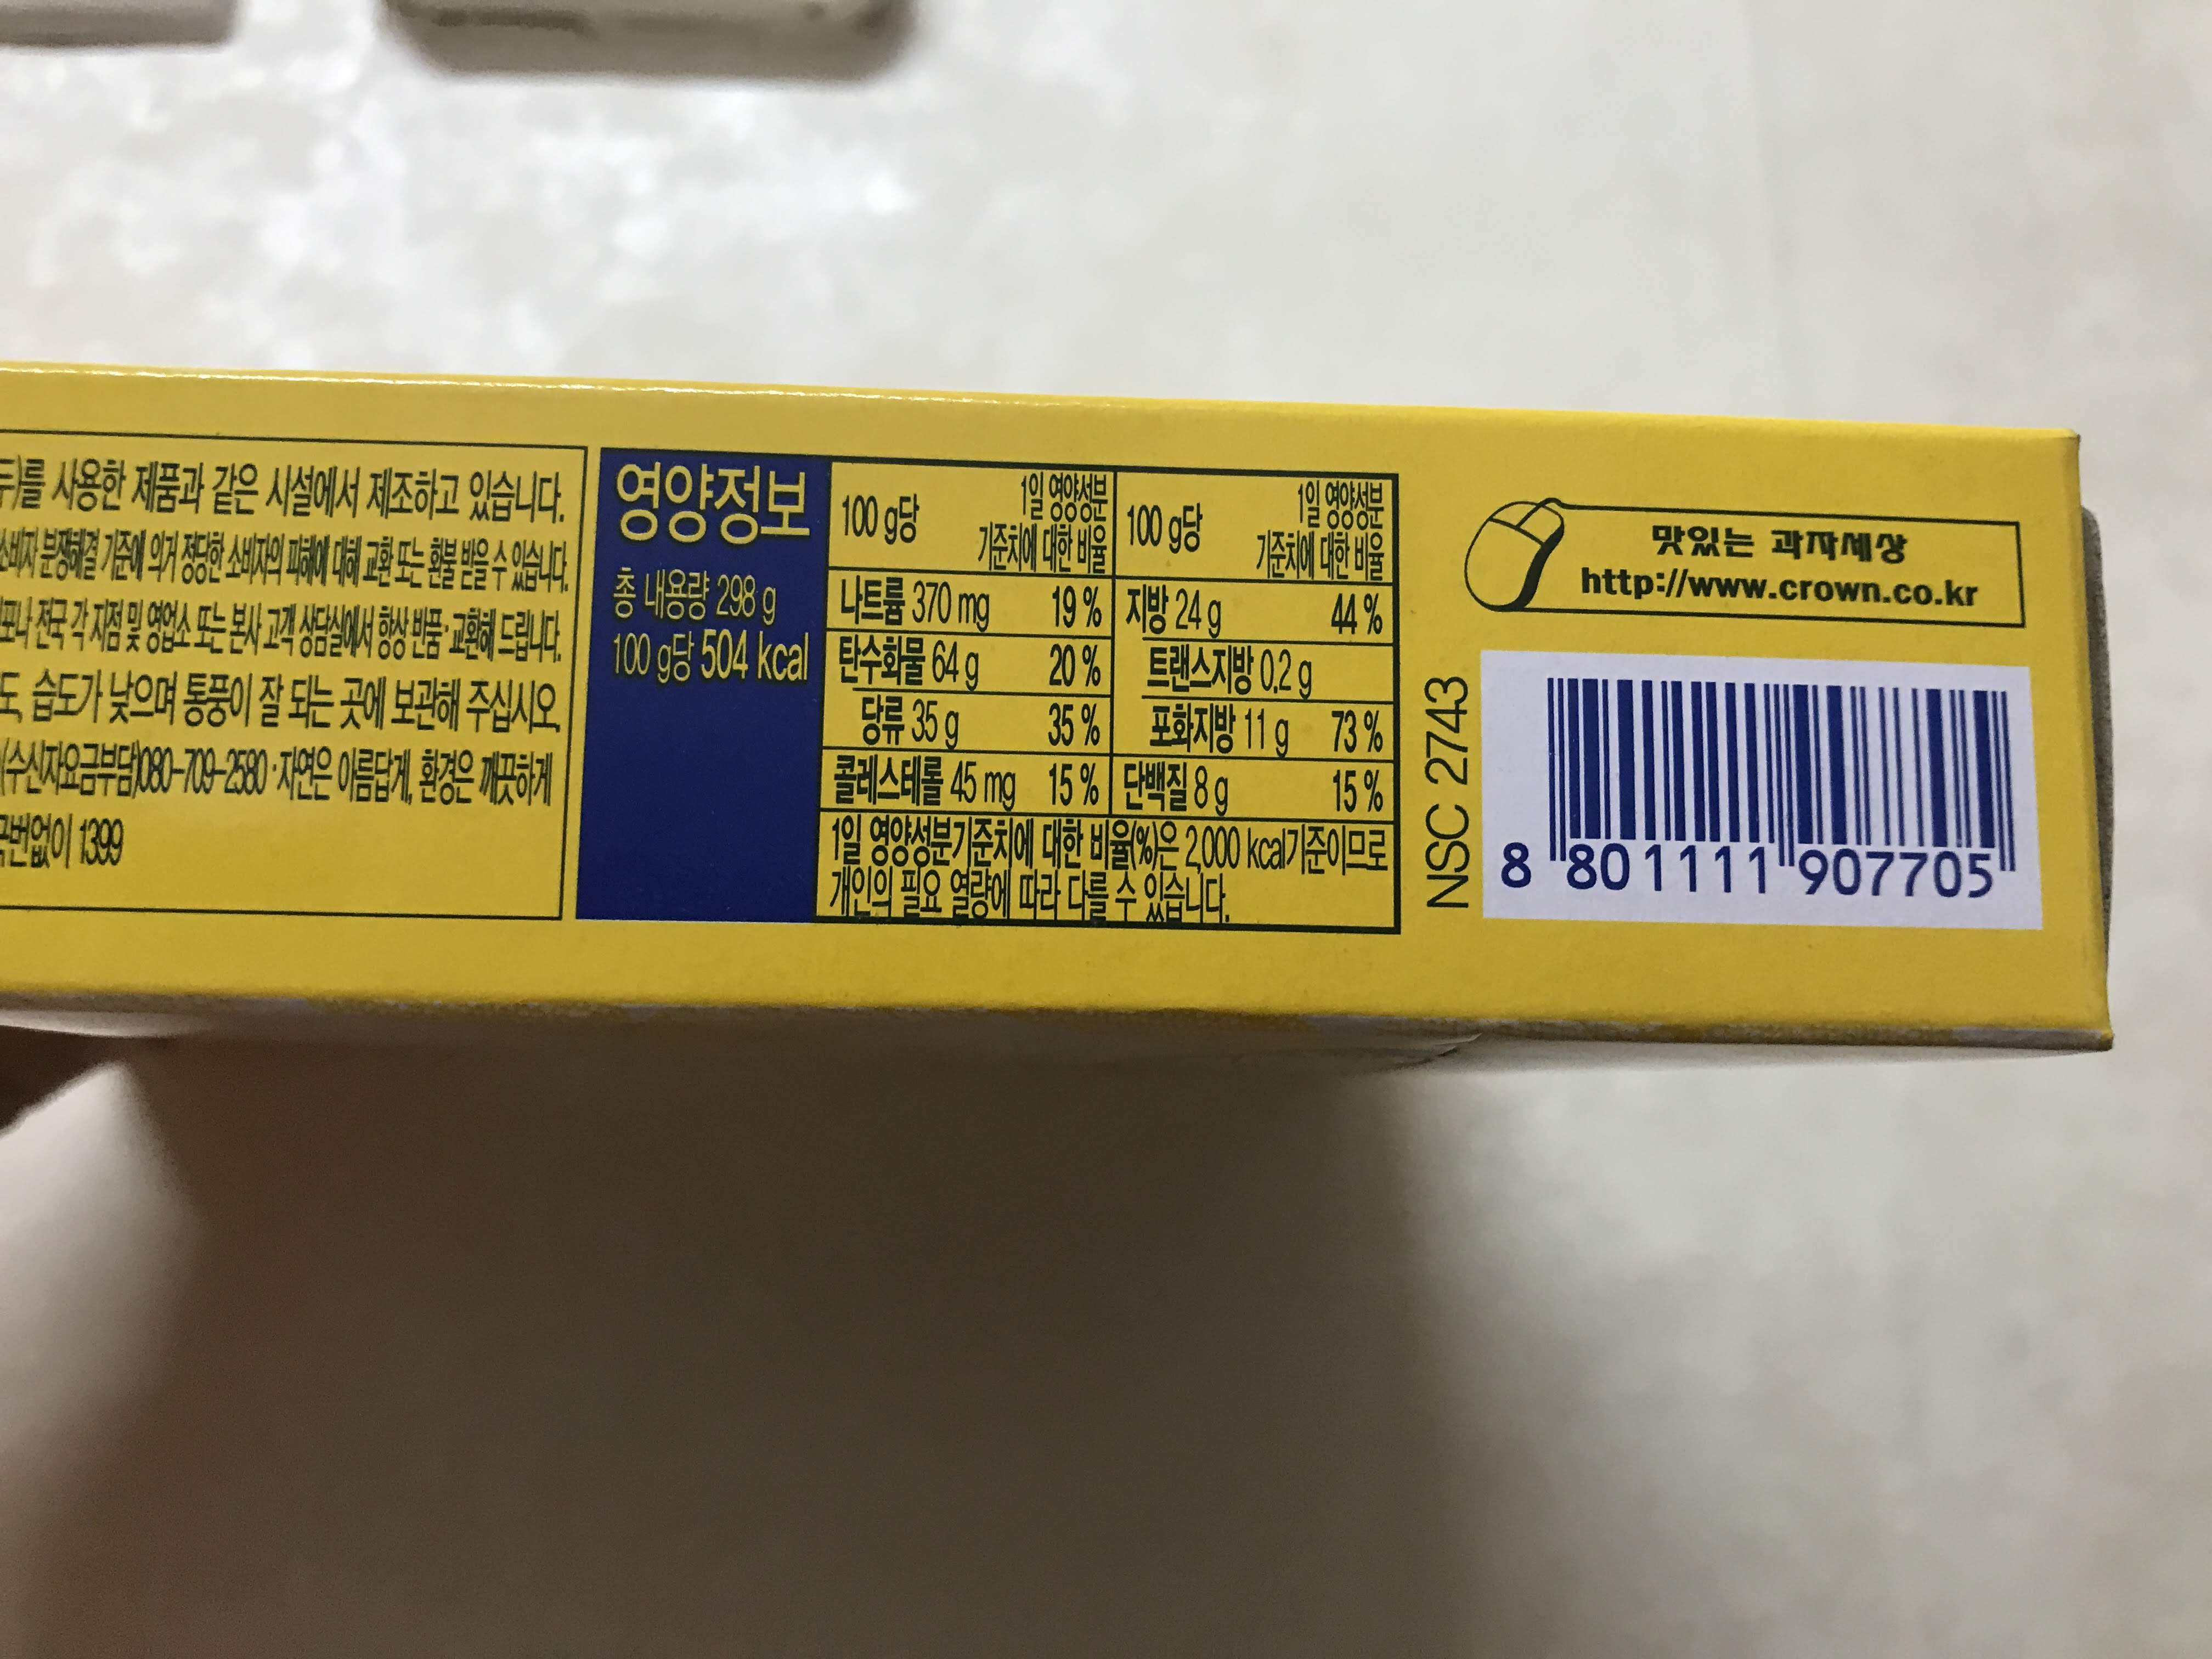 를 사용한 제품과 같은 시설에서 제조하고 있습니다.
소비자 분쟁해결 기준에 의거 정당한 소비자의 피해에 대해 교환 또는 환불 받을 수 있습니다.
전국 각 지점 및 영업소 또는 본사 고객 상담실에서 항상 반품·교환해 드립니다.
습도가 낮으며 통풍이 잘 되는 곳에 보관해 주십시오.
(수신자요금부담)080-709-2580 · 자연은 아름답게, 환경은 깨끗하게
국번없이 1399
영양정보
총 내용량 298 g
100 g당 504 kcal
100 g당 1일 영양성분 기준치에 대한 비율 100 g당 1일 영양성분 기준치에 대한 비율
나트륨 370 mg 19 % 지방 24 g 44 %
탄수화물 64 g 20 % 트랜스지방 0.2 g
당류 35 g 35 % 포화지방 11 g 73 %
콜레스테롤 45 mg 15 % 단백질 8 g 15 %
1일 영양성분기준치에 대한 비율(%)은 2,000 kcal기준이므로
개인의 필요 열량에 따라 다를 수 있습니다.
맛있는 과자세상
http://www.crown.co.kr
NSC 2743
8 801111 907705